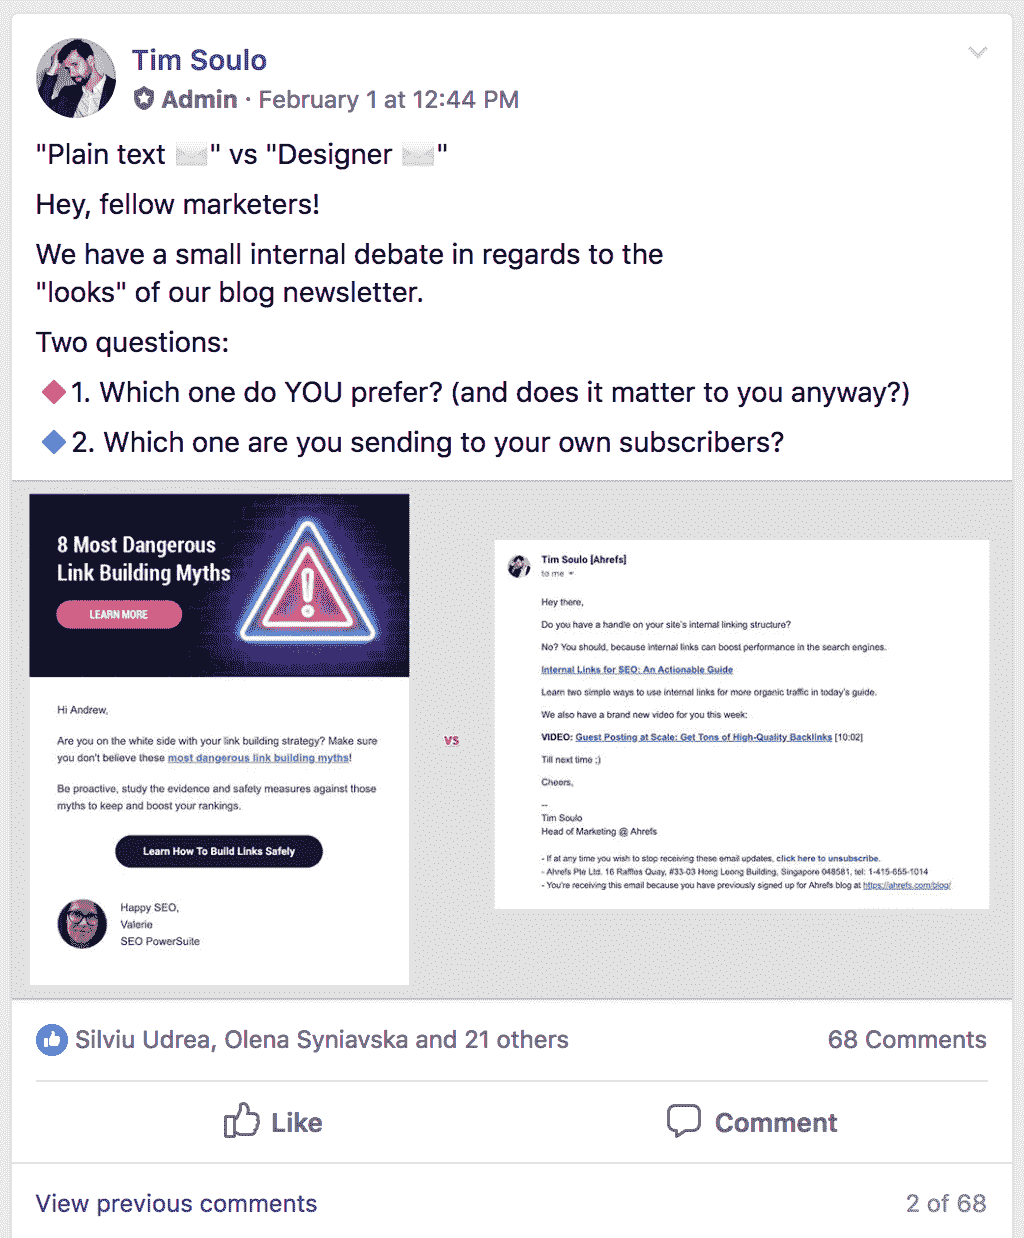 Tim Soulo
Admin · February 1 at 12:44 PM
"Plain text ✉️" vs "Designer ✉️"
Hey, fellow marketers!
We have a small internal debate in regards to the
"looks" of our blog newsletter.
Two questions:
1. Which one do YOU prefer? (and does it matter to you anyway?)
2. Which one are you sending to your own subscribers?
8 Most Dangerous
Link Building Myths
LEARN MORE
Hi Andrew,
Are you on the white side with your link building strategy? Make sure
you don't believe these most dangerous link building myths!
Be proactive, study the evidence and safety measures against those
myths to keep and boost your rankings.
Learn How To Build Links Safely
Happy SEO,
Valerie
SEO PowerSuite
VS
Tim Soulo [Ahrefs]
to me
Hey there,
Do you have a handle on your site's internal linking structure?
No? You should, because internal links can boost performance in the search engines.
Internal Links for SEO: An Actionable Guide
Learn two simple ways to use internal links for more organic traffic in today's guide.
We also have a brand new video for you this week:
VIDEO: Guest Posting at Scale: Get Tons of High-Quality Backlinks [10:02]
Till next time ;)
Cheers,
--
Tim Soulo
Head of Marketing @ Ahrefs
- If at any time you wish to stop receiving these email updates, click here to unsubscribe.
- Ahrefs Pte Ltd. 16 Raffles Quay, #33-03 Hong Leong Building, Singapore 048581, tel: 1-415-655-1014
- You're receiving this email because you have previously signed up for Ahrefs blog at https://ahrefs.com/blog/
Silviu Udrea, Olena Syniavska and 21 others
68 Comments
Like
Comment
View previous comments
2 of 68